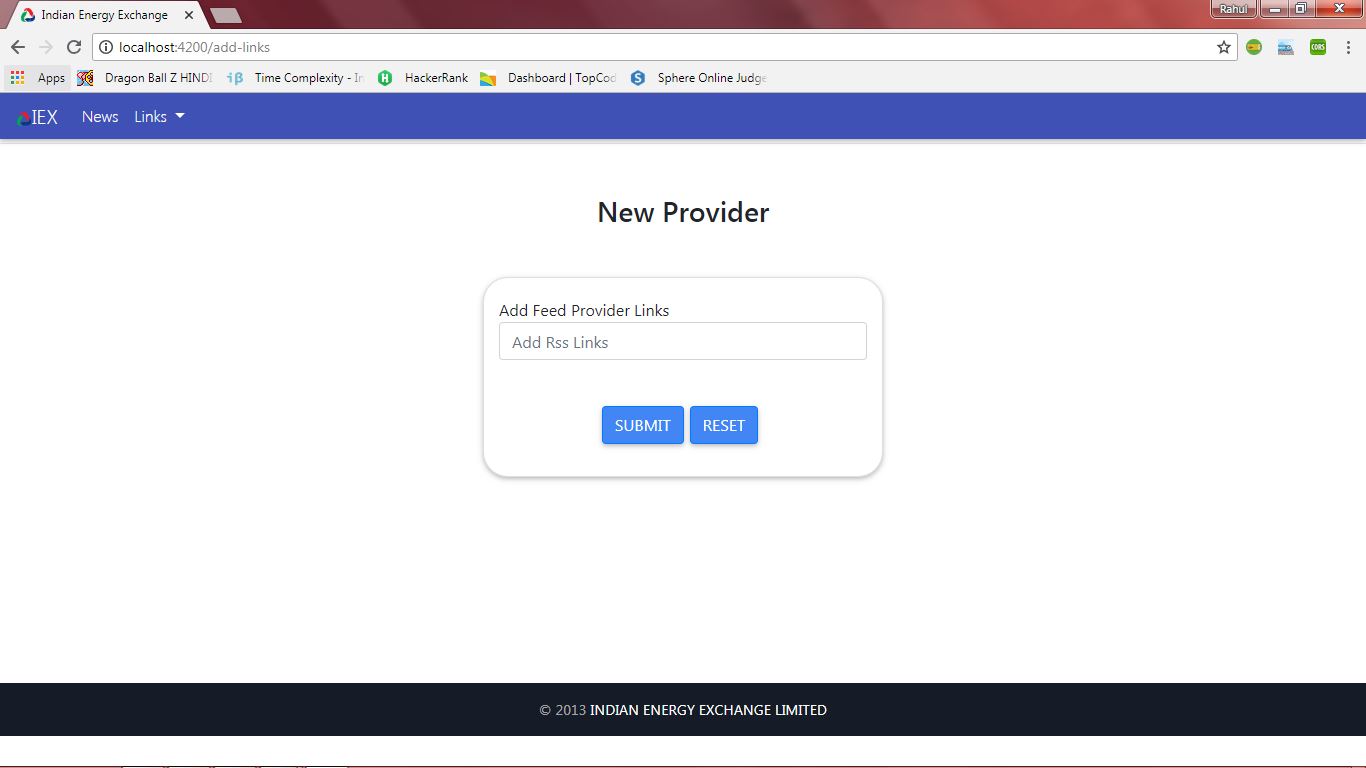 Indian Energy Exchange
Rahul
localhost:4200/add-links
CORS
Apps Dragon Ball Z HINDI Time Complexity - In HackerRank Dashboard | TopCod Sphere Online Judge
IEX News Links
New Provider
Add Feed Provider Links
Add Rss Links
SUBMIT RESET
© 2013 INDIAN ENERGY EXCHANGE LIMITED